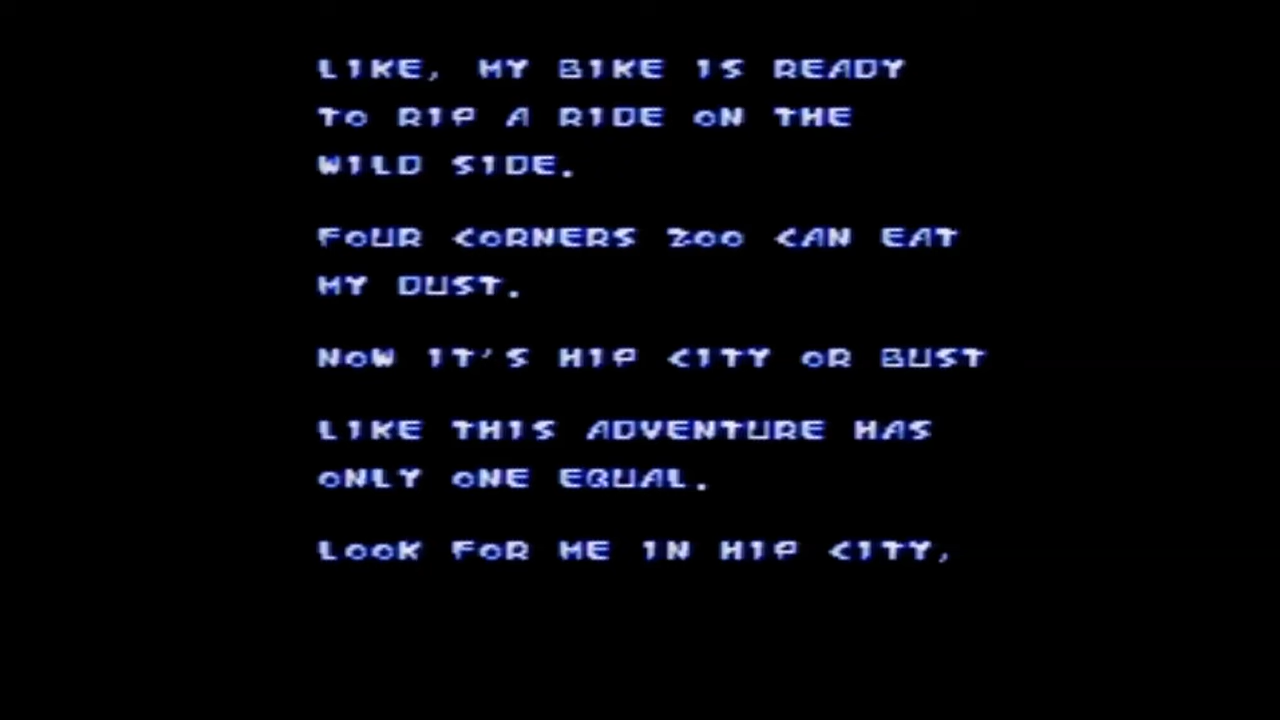 LIKE, MY BIKE IS READY
TO RIP A RIDE ON THE
WILD SIDE.
FOUR CORNERS ZOO CAN EAT
MY DUST.
NOW IT'S HIP CITY OR BUST
LIKE THIS ADVENTURE HAS
ONLY ONE EQUAL.
LOOK FOR ME IN HIP CITY,